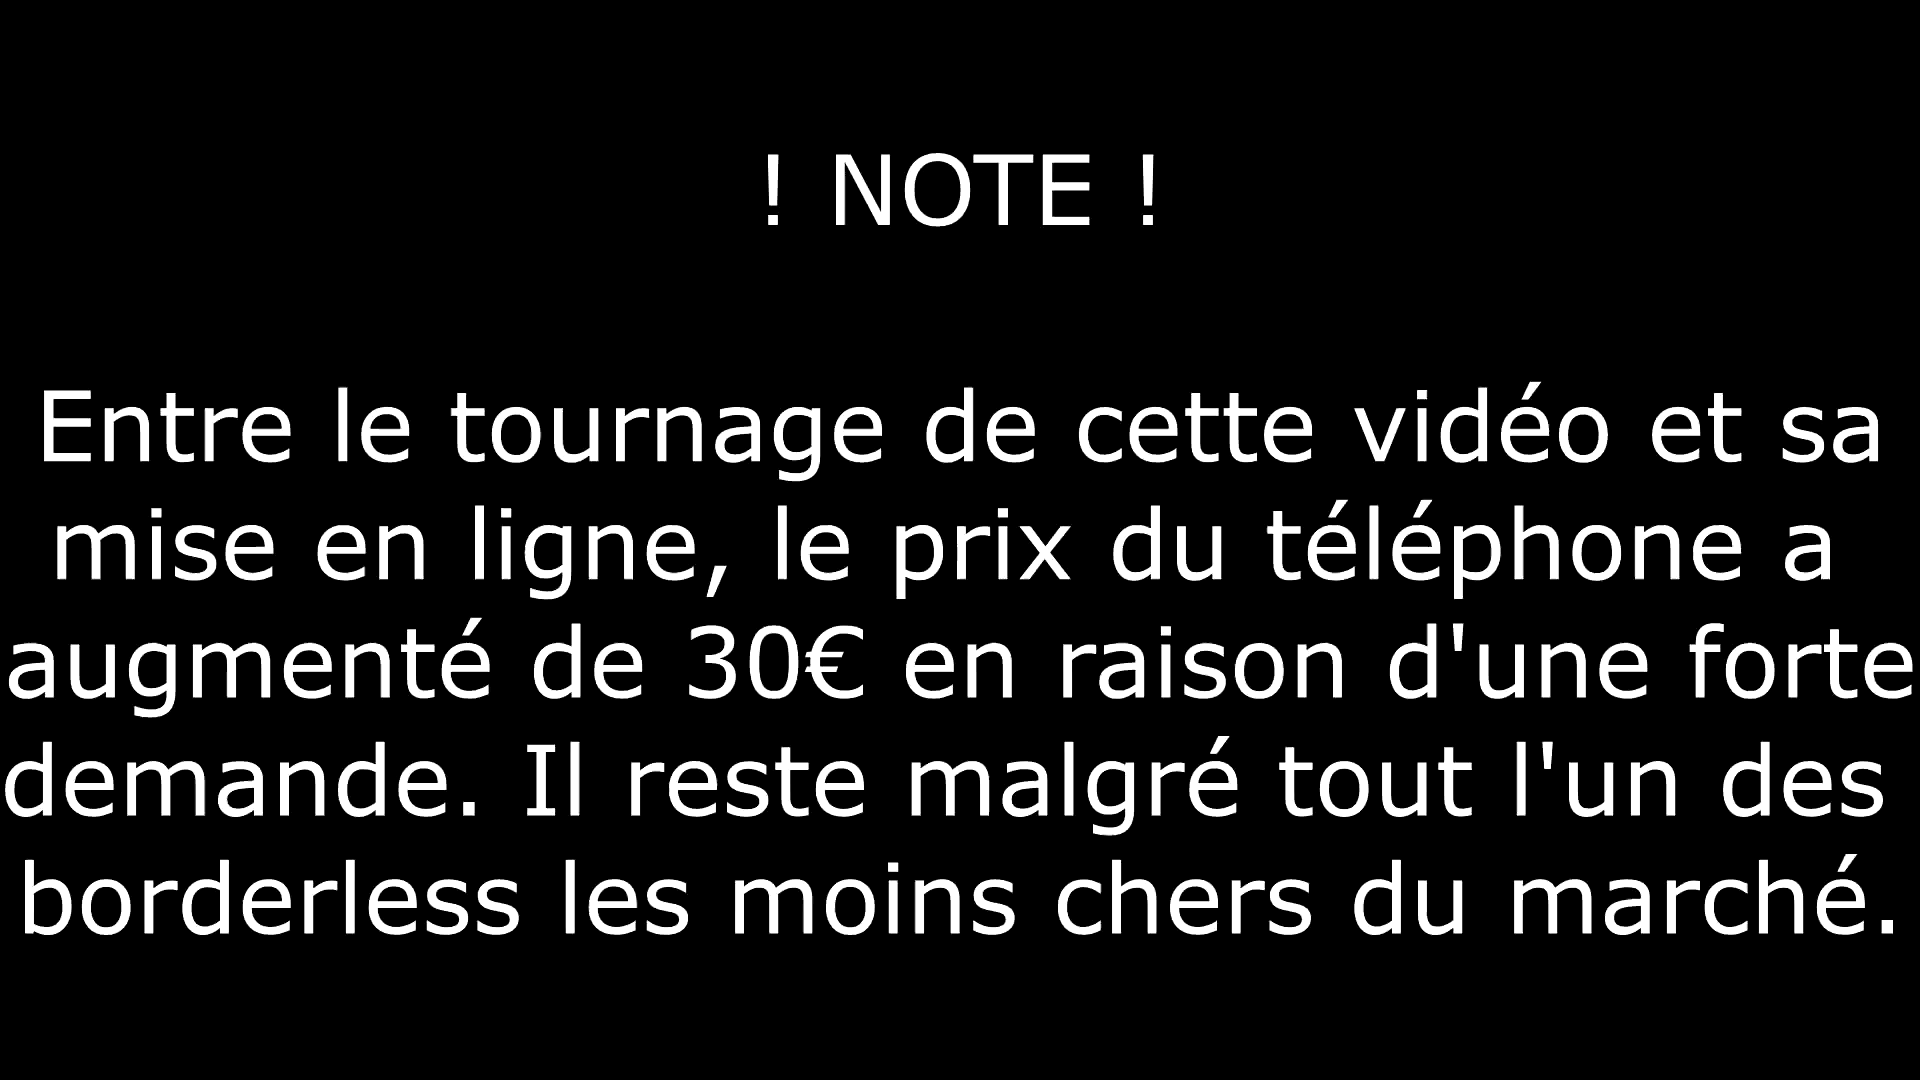 ! NOTE !
Entre le tournage de cette vidéo et sa
mise en ligne, le prix du téléphone a
augmenté de 30€ en raison d'une forte
demande. Il reste malgré tout l'un des
borderless les moins chers du marché.